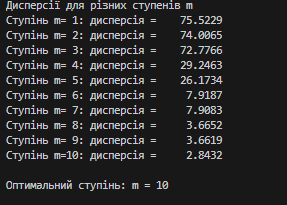 Дисперсії для різних ступенів m
Ступінь m= 1: дисперсія = 75.5229
Ступінь m= 2: дисперсія = 74.0065
Ступінь m= 3: дисперсія = 72.7766
Ступінь m= 4: дисперсія = 29.2463
Ступінь m= 5: дисперсія = 26.1734
Ступінь m= 6: дисперсія = 7.9187
Ступінь m= 7: дисперсія = 7.9083
Ступінь m= 8: дисперсія = 3.6652
Ступінь m= 9: дисперсія = 3.6619
Ступінь m=10: дисперсія = 2.8432
Оптимальний ступінь: m = 10